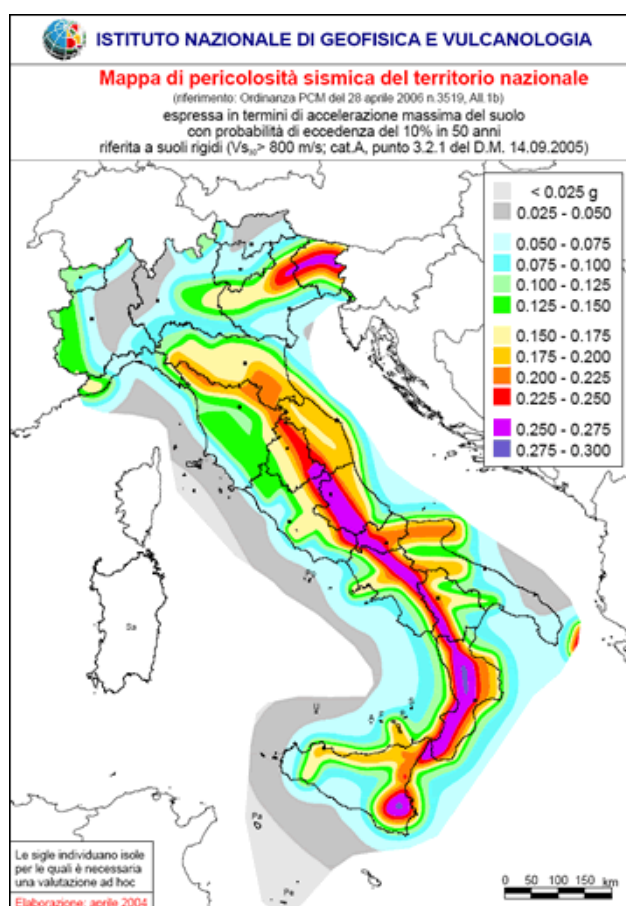 ISTITUTO NAZIONALE DI GEOFISICA E VULCANOLOGIA
Mappa di pericolosità sismica del territorio nazionale
(riferimento: Ordinanza PCM del 28 aprile 2006 n.3519, All.1b)
espressa in termini di accelerazione massima del suolo
con probabilità di eccedenza del 10% in 50 anni
riferita a suoli rigidi (Vs₃₀> 800 m/s; cat.A, punto 3.2.1 del D.M. 14.09.2005)
< 0.025 g
0.025 - 0.050
0.050 - 0.075
0.075 - 0.100
0.100 - 0.125
0.125 - 0.150
0.150 - 0.175
0.175 - 0.200
0.200 - 0.225
0.225 - 0.250
0.250 - 0.275
0.275 - 0.300
Sa
U
A
Pa
Pe
Le sigle individuano isole
per le quali è necessaria
una valutazione ad hoc
Elaborazione: aprile 2004
0 50 100 150 km